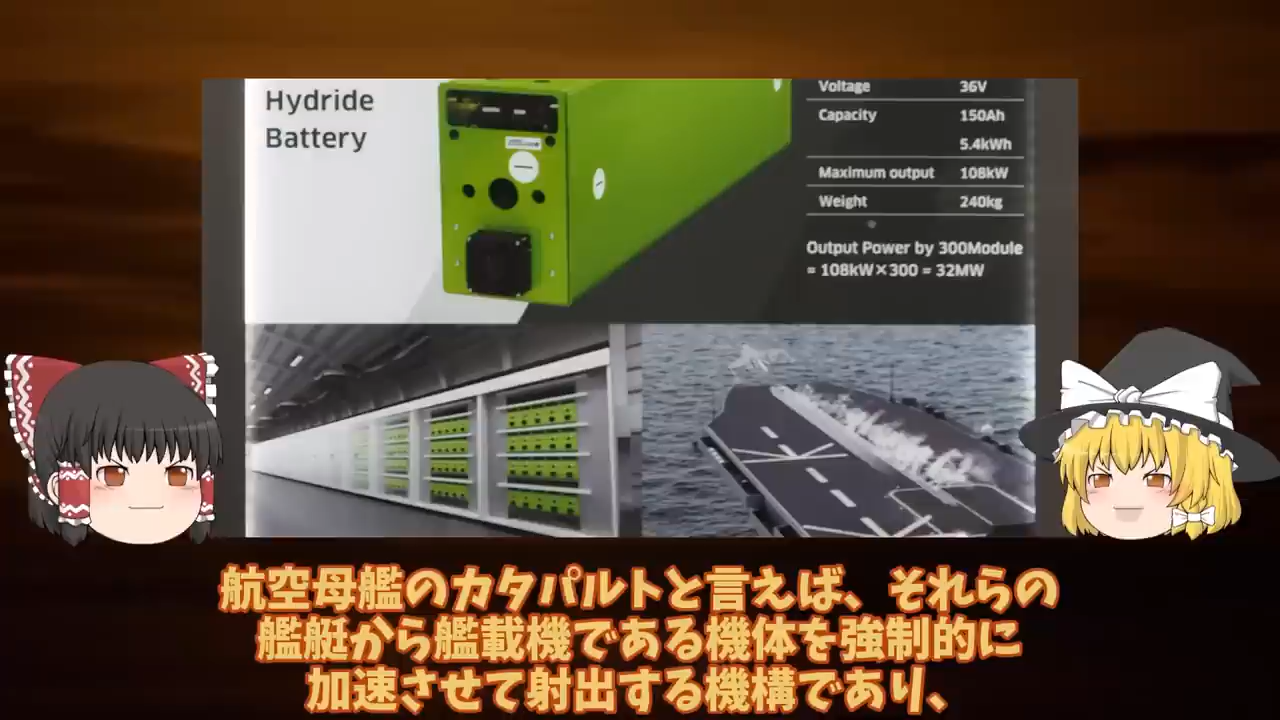 Hydride
Battery
Voltage 36V
Capacity 150Ah
5.4kWh
Maximum output 108kW
Weight 240kg
Output Power by 300Module
= 108kW×300 = 32MW
航空母艦のカタパルトと言えば、それらの
艦艇から艦載機である機体を強制的に
加速させて射出する機構であり、